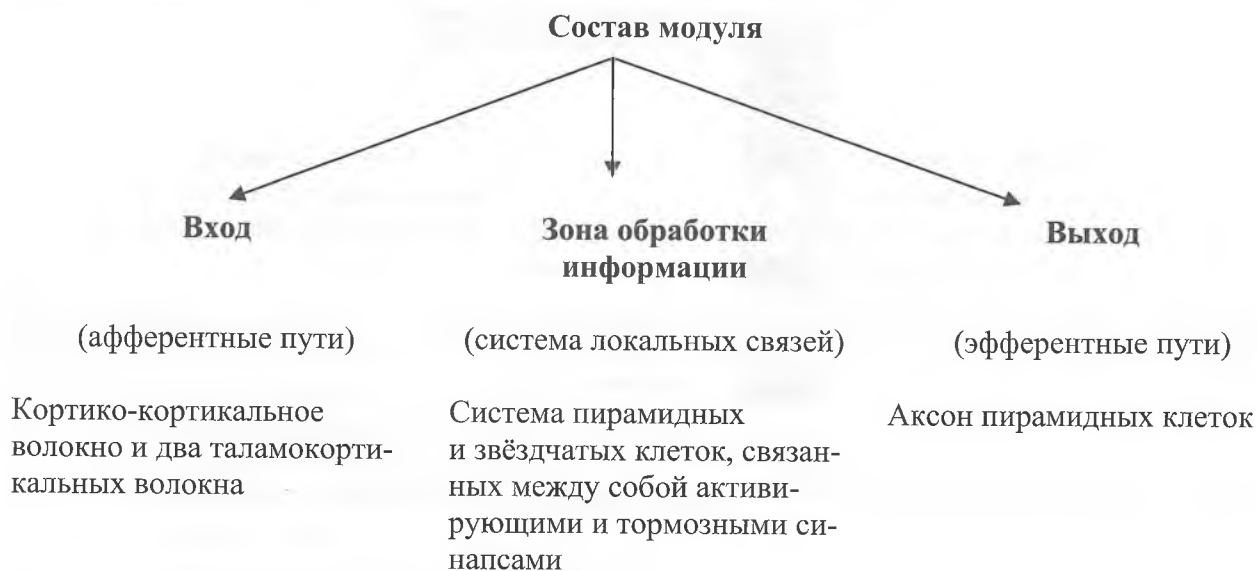 Состав модуля
Вход
Зона обработки
информации
Выход
(афферентные пути)
(система локальных связей)
(эфферентные пути)
Кортико-кортикальное
волокно и два таламокорти-
кальных волокна
Система пирамидных
и звёздчатых клеток, связан-
ных между собой активи-
рующими и тормозными си-
напсами
Аксон пирамидных клеток